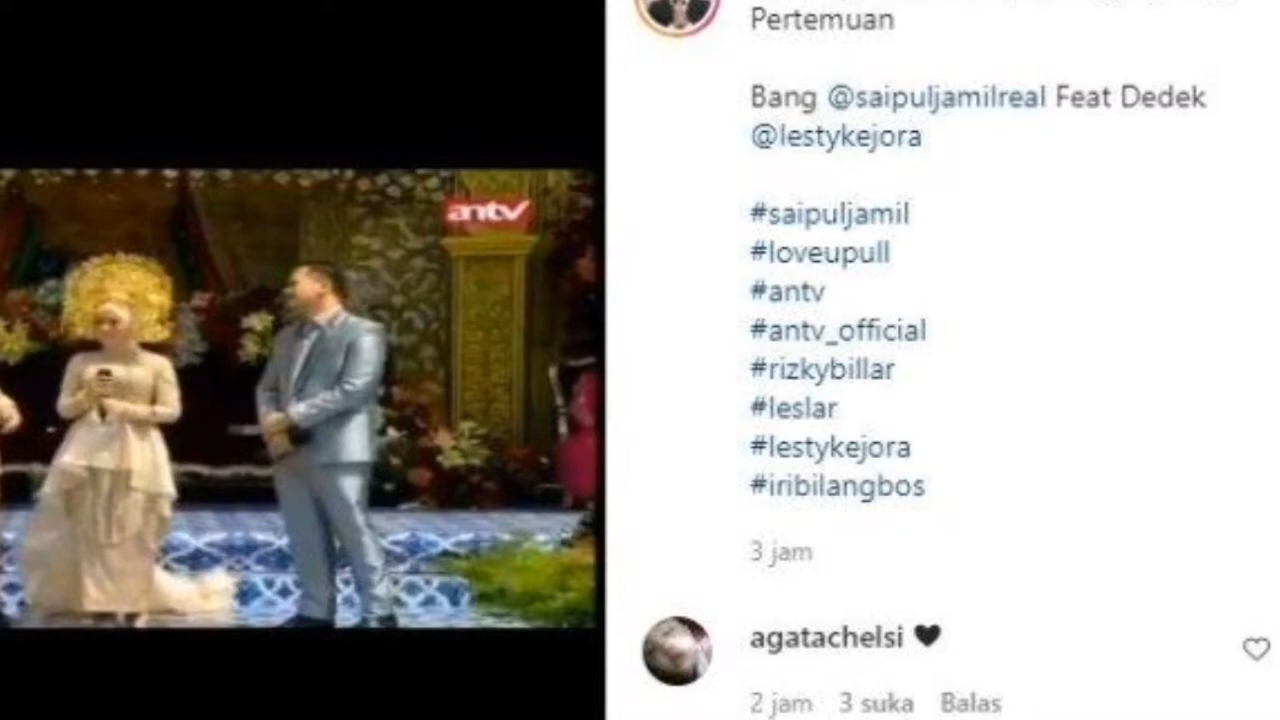 antv
Pertemuan
Bang @saipuljamilreal Feat Dedek
@lestykejora
#saipuljamil
#loveupull
#antv
#antv_official
#rizkybillar
#leslar
#lestykejora
#iribilangbos
3 jam
agatachelsi 🖤
2 jam 3 suka Balas